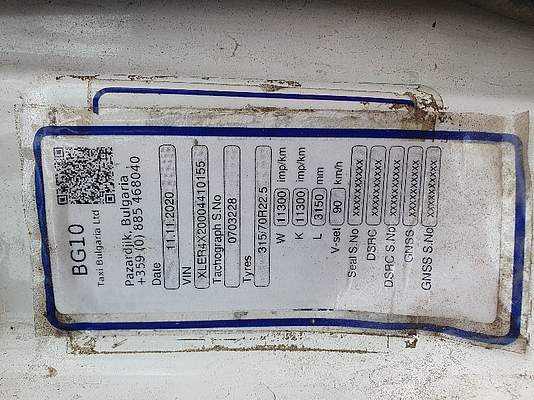 BG10
Taxi Bulgaria Ltd
Pazardjik, Bulgaria
+359 (0) 885 468040
Date
11.11.2020
VIN
XLER4X20004410155
Tachograph S.No
0703228
Tyres
315/70R22.5
W 11300 imp/km
K 11300 imp/km
L 3150 mm
V-sel 90 km/h
Seal S.No xxxxxxxxxx
DSRC xxxxxxxxxx
DSRC S.No xxxxxxxxxx
GNSS xxxxxxxxxx
GNSS S.No xxxxxxxxxx